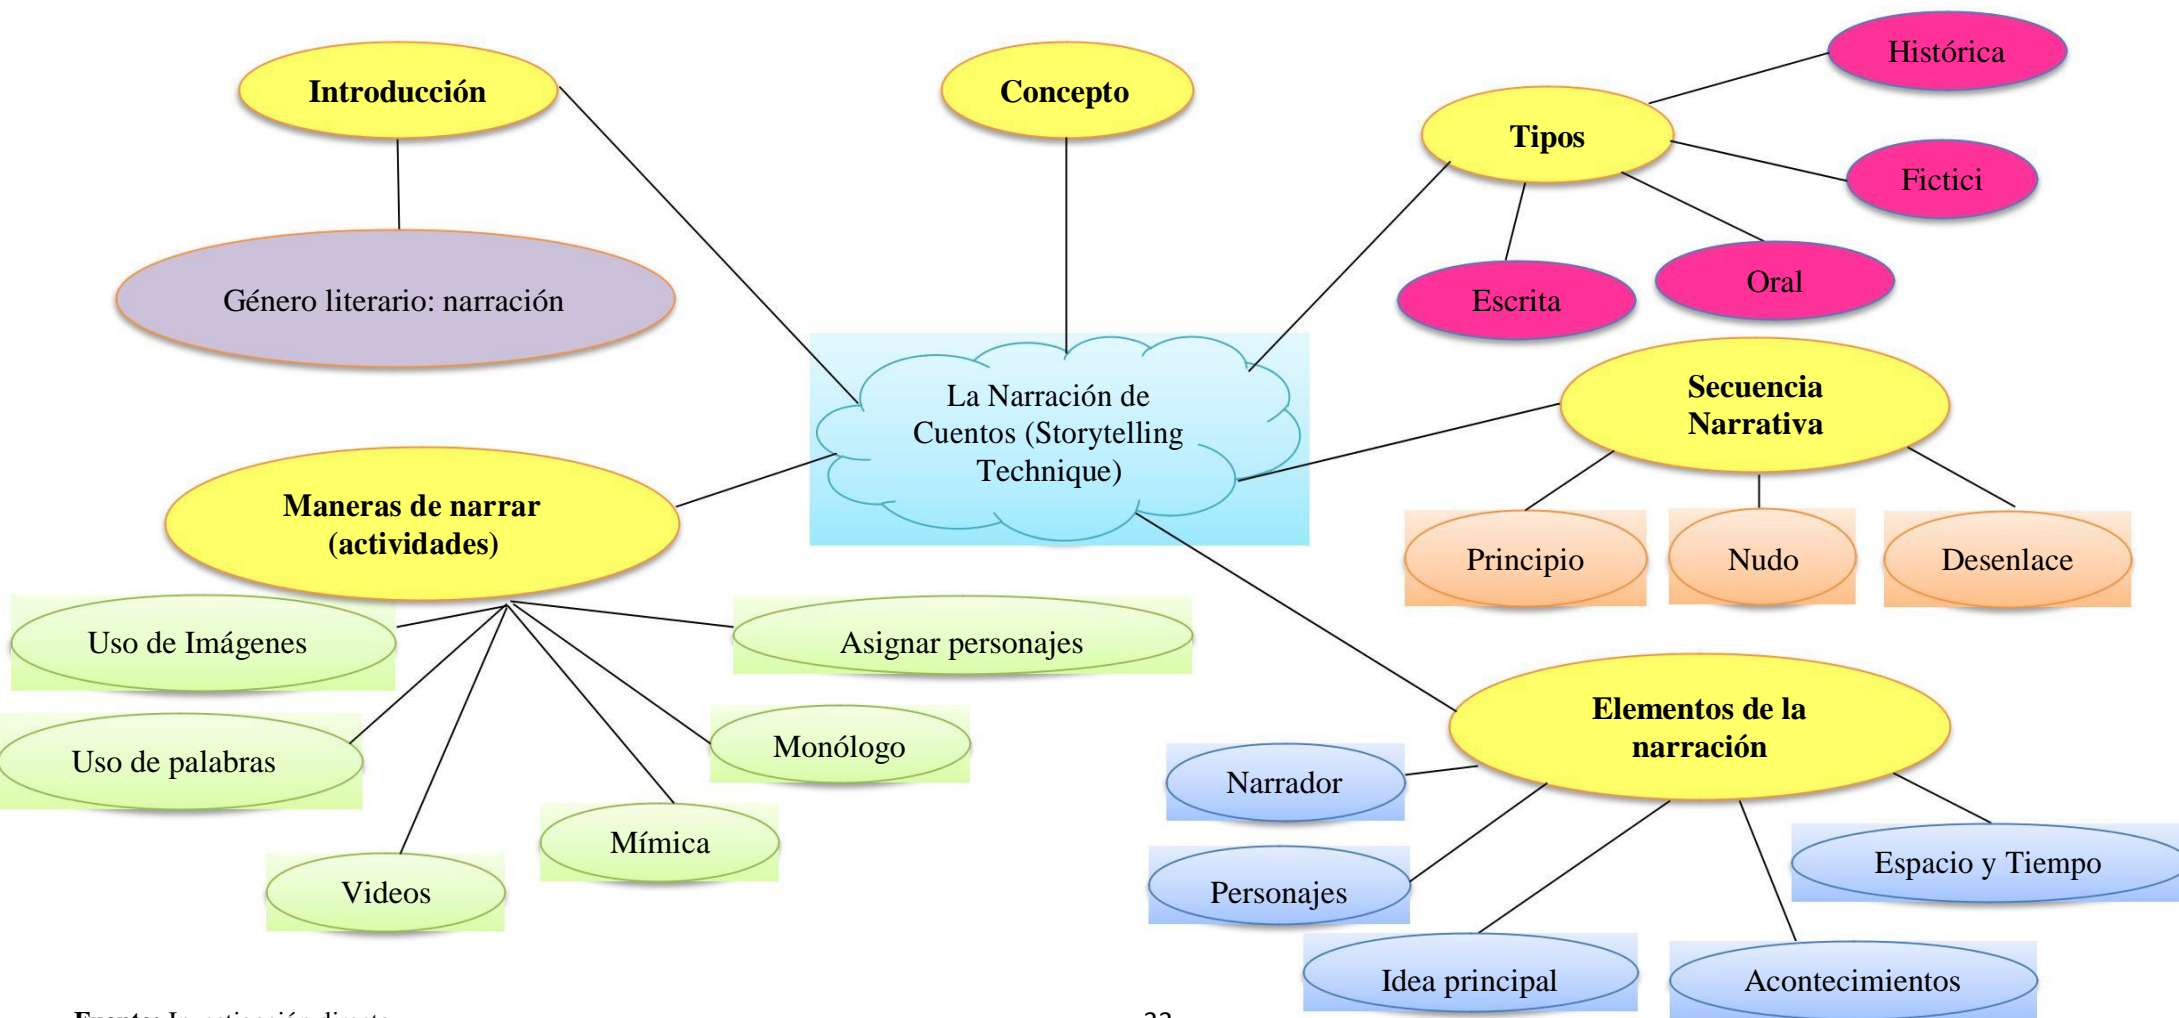 Introducción
Género literario: narración
Concepto
Tipos
Histórica
Fictici
Oral
Escrita
La Narración de
Cuentos (Storytelling
Technique)
Secuencia
Narrativa
Principio
Nudo
Desenlace
Maneras de narrar
(actividades)
Uso de Imágenes
Uso de palabras
Videos
Mímica
Monólogo
Asignar personajes
Elementos de la
narración
Narrador
Personajes
Idea principal
Acontecimientos
Espacio y Tiempo